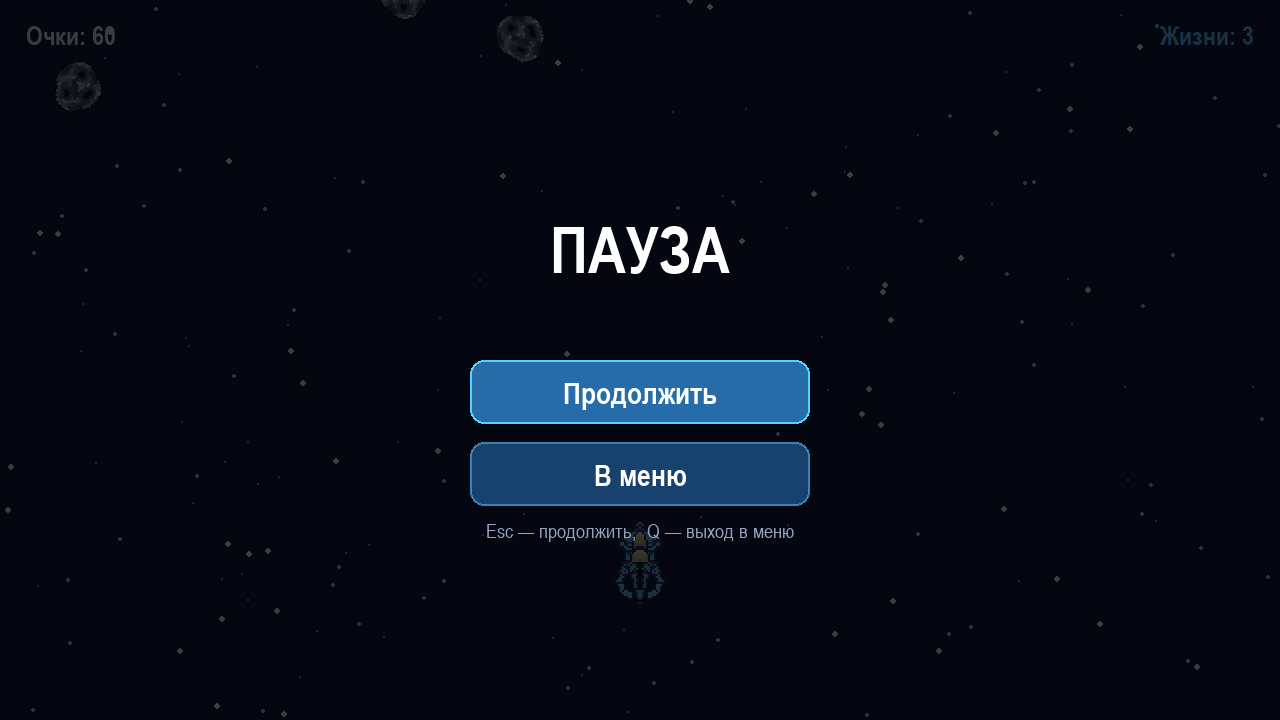 Очки: 60
Жизни: 3
ПАУЗА
Продолжить
В меню
Esc — продолжить, Q — выход в меню